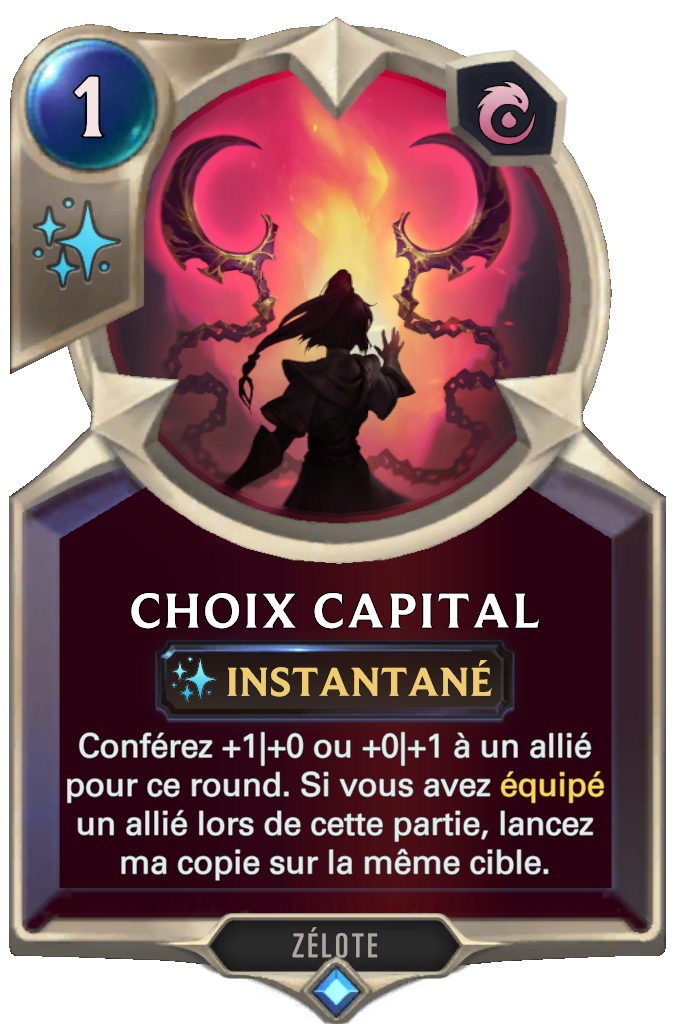 1
CHOIX CAPITAL
INSTANTANÉ
Conférez +1|+0 ou +0|+1 à un allié
pour ce round. Si vous avez équipé
un allié lors de cette partie, lancez
ma copie sur la même cible.
ZÉLOTE